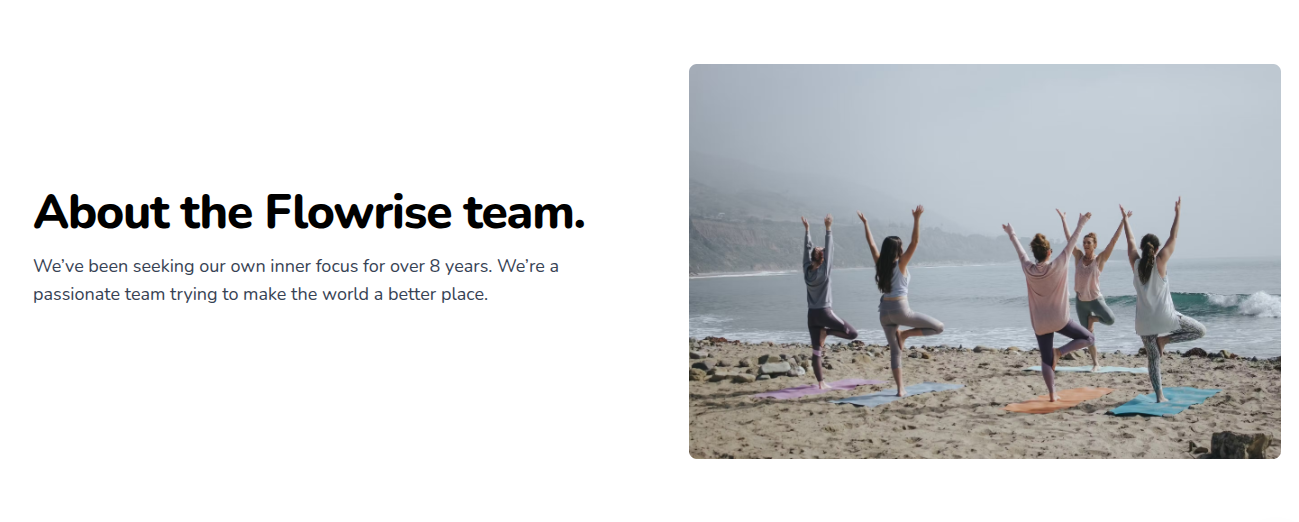 About the Flowrise team.
We’ve been seeking our own inner focus for over 8 years. We’re a
passionate team trying to make the world a better place.